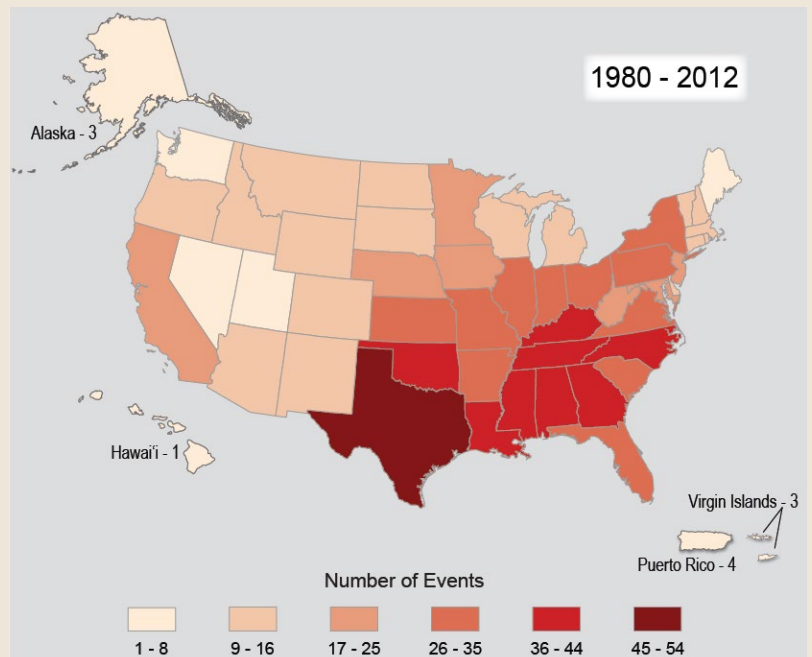 1980 - 2012
Alaska - 3
Hawai'i - 1
Virgin Islands - 3
Puerto Rico - 4
Number of Events
1 - 8
9 - 16
17 - 25
26 - 35
36 - 44
45 - 54